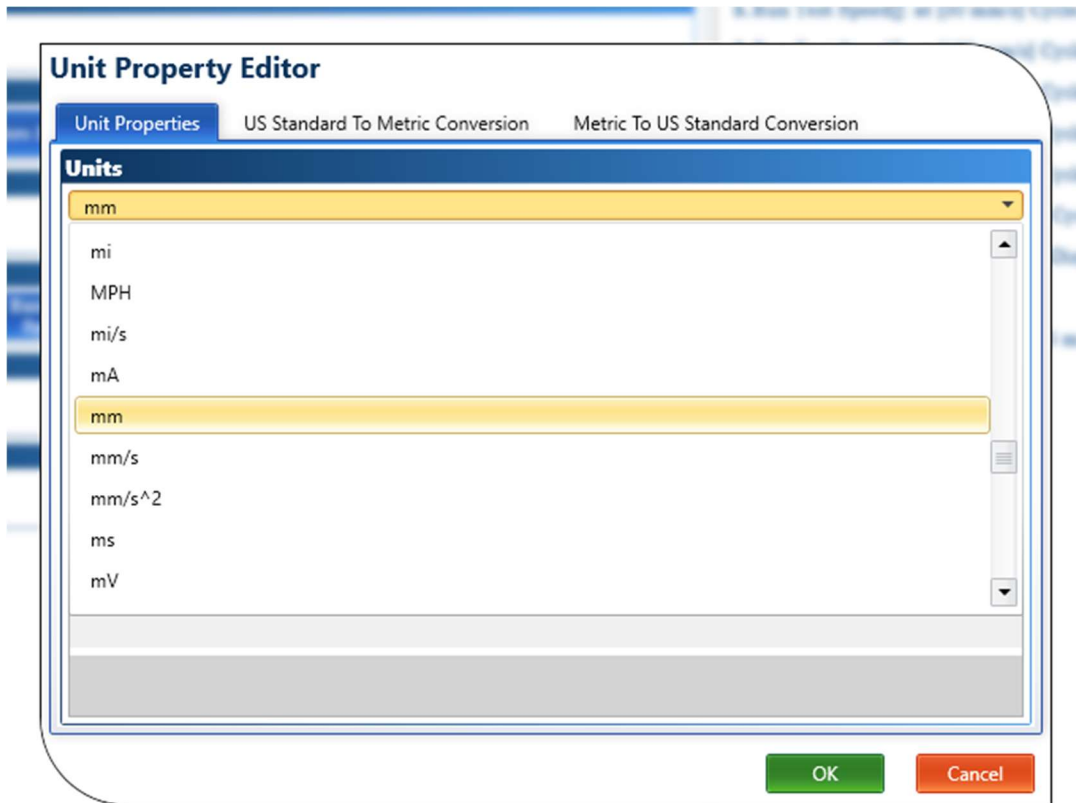 Unit Property Editor
Unit Properties US Standard To Metric Conversion Metric To US Standard Conversion
Units
mm
mi
MPH
mi/s
mA
mm
mm/s
mm/s^2
ms
mV
OK Cancel